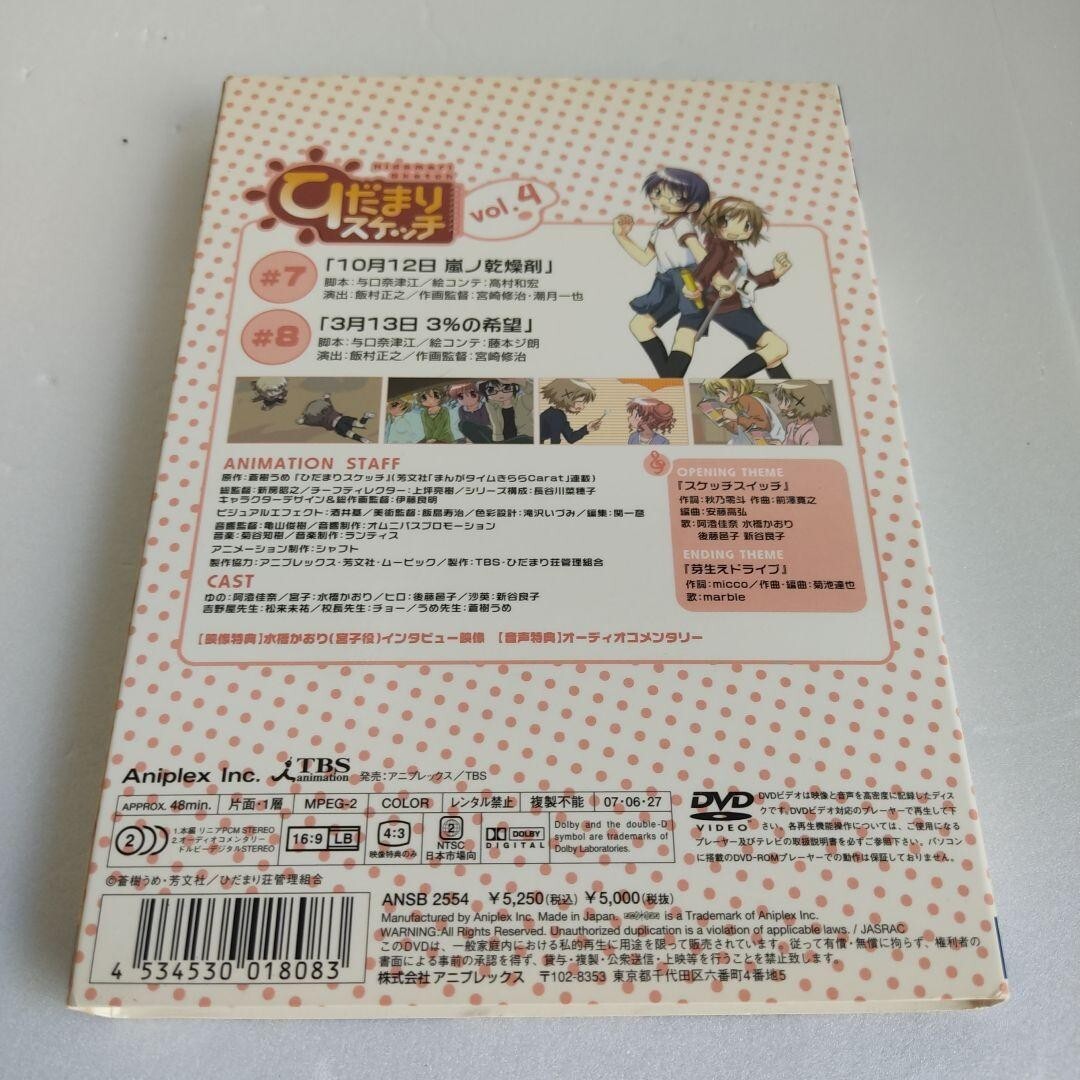 Hidamari
Sketch
ひだまり
スケッチ
vol.4
#7
「10月12日 嵐ノ乾燥剤」
脚本:与口奈津江/絵コンテ:高村和宏
演出:飯村正之/作画監督:宮崎修治・潮月一也
#8
「3月13日 3%の希望」
脚本:与口奈津江/絵コンテ:藤本ジ朗
演出:飯村正之/作画監督:宮崎修治
ANIMATION STAFF
原作:蒼樹うめ『ひだまりスケッチ』(芳文社「まんがタイムきららCarat」連載)
総監督:新房昭之/チーフディレクター:上坪亮樹/シリーズ構成:長谷川菜穂子
キャラクターデザイン&総作画監督:伊藤良明
ビジュアルエフェクト:酒井基/美術監督:飯島寿治/色彩設計:滝沢いづみ/編集:関一彦
音響監督:亀山俊樹/音響制作:オムニバスプロモーション
音楽:菊谷知樹/音楽制作:ランティス
アニメーション制作:シャフト
製作協力:アニプレックス・芳文社・ムービック/製作:TBS・ひだまり荘管理組合
CAST
ゆの:阿澄佳奈/宮子:水橋かおり/ヒロ:後藤邑子/沙英:新谷良子
吉野屋先生:松来未祐/校長先生:チョー/うめ先生:蒼樹うめ
【映像特典】水橋かおり(宮子役)インタビュー映像 【音声特典】オーディオコメンタリー
OPENING THEME
『スケッチスイッチ』
作詞:秋乃零斗 作曲:前澤寛之
編曲:安藤高弘
歌:阿澄佳奈 水橋かおり
後藤邑子 新谷良子
ENDING THEME
『芽生えドライブ』
作詞:micco/作曲・編曲:菊池達也
歌:marble
Aniplex Inc. TBS animation 発売:アニプレックス/TBS
APPROX. 48min. 片面・1層 MPEG-2 COLOR レンタル禁止 複製不能 07・06・27
2 1.本編 リニアPCM STEREO
2.オーディオコメンタリー
ドルビーデジタルSTEREO
16:9 LB
4:3
映像特典のみ
2
NTSC
日本市場向
DOLBY
DIGITAL
Dolby and the double-D
symbol are trademarks of
Dolby Laboratories.
DVD
VIDEO
DVDビデオは映像と音声を高密度に記録したディス
クです。DVDビデオ対応のプレーヤーで再生して下
さい。各再生機能操作については、ご使用になる
プレーヤー及びテレビの取扱説明書を必ずご参照下さい。パソコン
に搭載のDVD-ROMプレーヤーでの動作は保証しておりません。
©蒼樹うめ・芳文社/ひだまり荘管理組合
4 534530 018083
ANSB 2554 ¥5,250(税込) ¥5,000(税抜)
Manufactured by Aniplex Inc. Made in Japan. aniplex is a Trademark of Aniplex Inc.
WARNING:All Rights Reserved. Unauthorized duplication is a violation of applicable laws. / JASRAC
このDVDは、一般家庭内における私的再生に用途を限って販売されています。従って有償・無償に拘らず、権利者の
書面による事前の承認を得ず、貸与・複製・公衆送信・上映等を行うことを禁止致します。
株式会社 アニプレックス 〒102-8353 東京都千代田区六番町4番地5